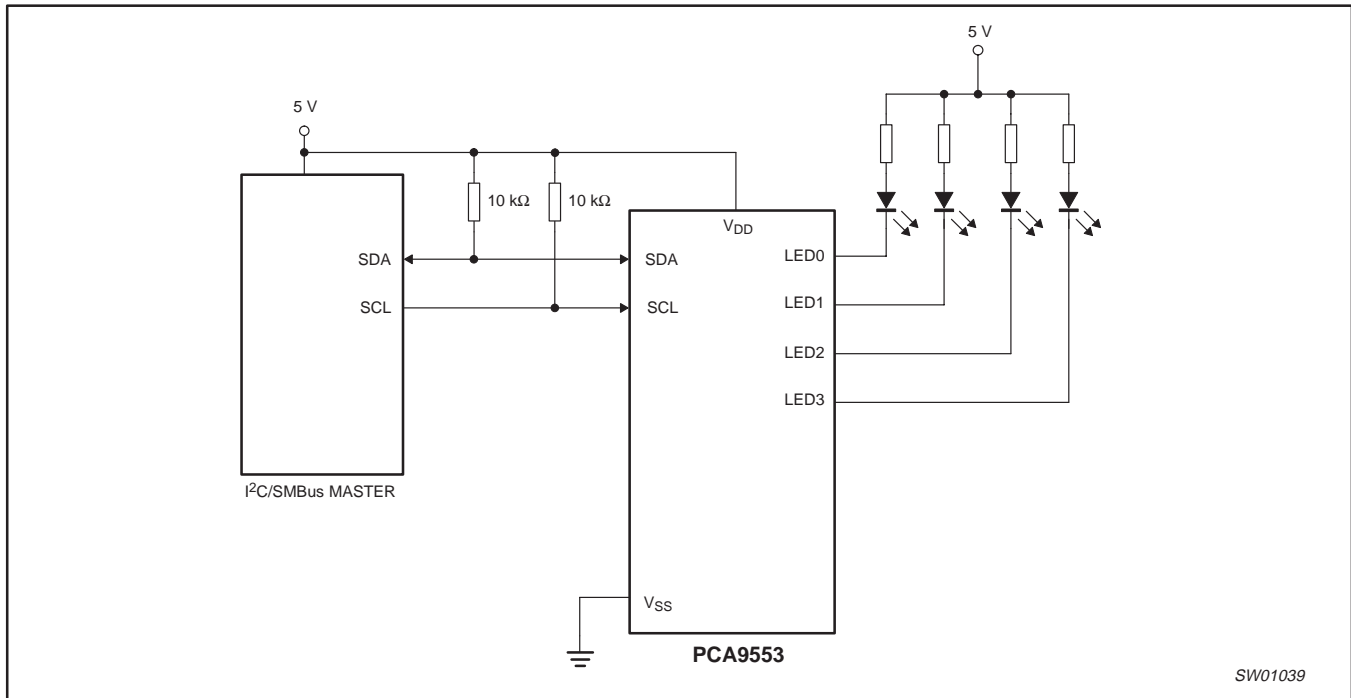 5 V
5 V
10 kΩ 10 kΩ
VDD
SDA SDA LED0
SCL SCL LED1
LED2
LED3
I²C/SMBus MASTER
VSS
PCA9553
SW01039